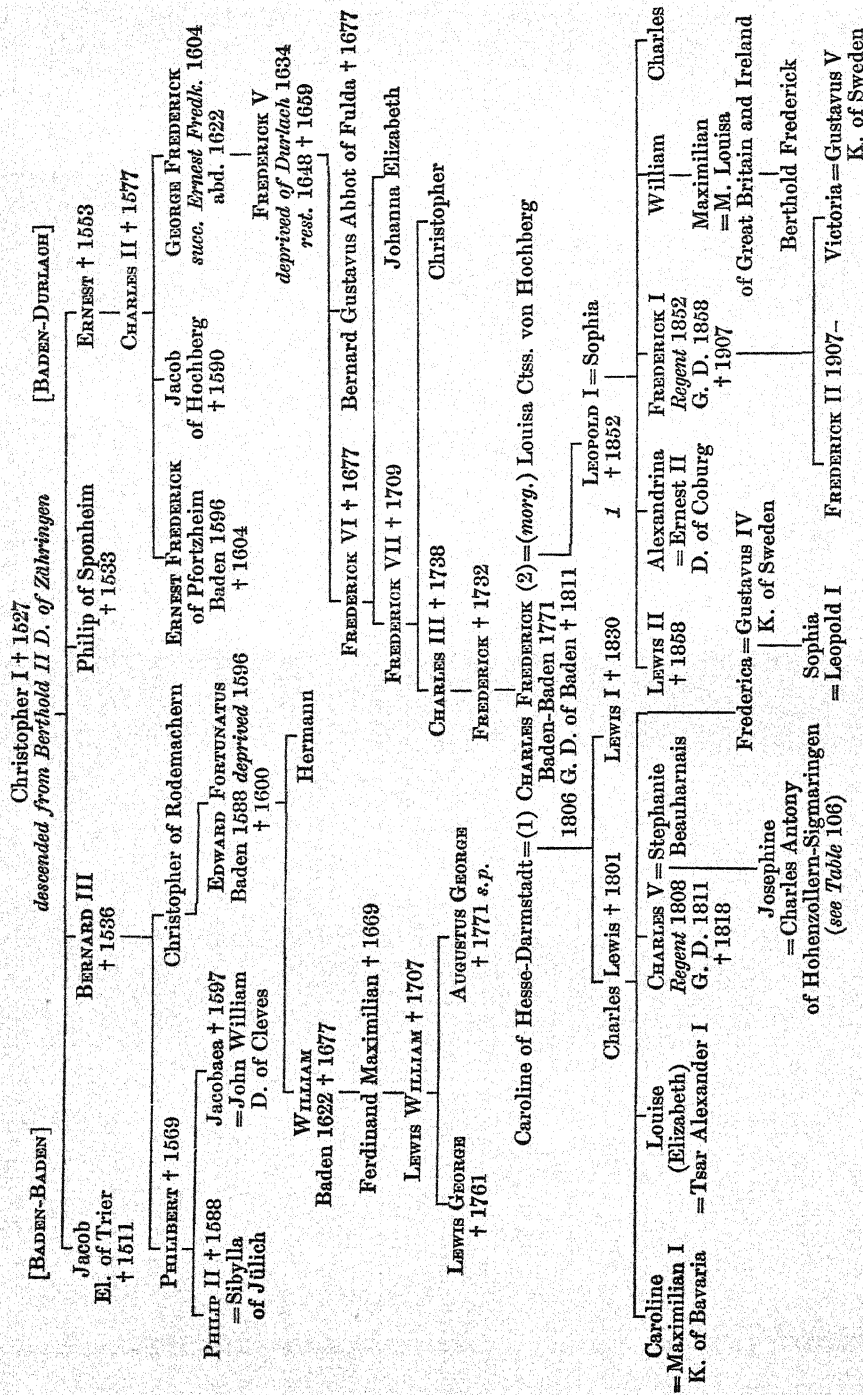 Christopher I † 1527
descended from Berthold II D. of Zähringen
[BADEN-BADEN]
[BADEN-DURLACH]
Jacob
El. of Trier
† 1511
BERNARD III
† 1536
Philip of Sponheim
† 1533
ERNEST † 1553
CHARLES II † 1577
PHILIBERT † 1569
Christopher of Rodemachern
ERNEST FREDERICK
of Pfortzheim
Baden 1596
† 1604
Jacob
of Hochberg
† 1590
GEORGE FREDERICK
succ. Ernest Fredk. 1604
abd. 1622
PHILIP II † 1588
=Sibylla
of Jülich
Jacobaea † 1597
=John William
D. of Cleves
EDWARD FORTUNATUS
Baden 1588 deprived 1596
† 1600
FREDERICK V
deprived of Durlach 1634
rest. 1648 † 1659
WILLIAM
Baden 1622 † 1677
Hermann
FREDERICK VI † 1677
Bernard Gustavus Abbot of Fulda † 1677
Ferdinand Maximilian † 1669
FREDERICK VII † 1709
Johanna Elizabeth
LEWIS WILLIAM † 1707
CHARLES III † 1738
Christopher
LEWIS GEORGE
† 1761
AUGUSTUS GEORGE
† 1771 s.p.
FREDERICK † 1732
Caroline of Hesse-Darmstadt=(1) CHARLES FREDERICK (2)=(morg.) Louisa Ctss. von Hochberg
Baden-Baden 1771
1806 G. D. of Baden † 1811
Charles Lewis † 1801
LEWIS I † 1830
LEOPOLD I=Sophia
1
† 1852
Caroline
=Maximilian I
K. of Bavaria
Louise
(Elizabeth)
=Tsar Alexander I
CHARLES V=Stephanie
Regent 1808
Beauharnais
G. D. 1811
† 1818
Frederica=Gustavus IV
K. of Sweden
LEWIS II
† 1858
Alexandrina
=Ernest II
D. of Coburg
FREDERICK I
Regent 1852
G. D. 1858
† 1907
William
Charles
Maximilian
=M. Louisa
of Great Britain and Ireland
Josephine
=Charles Antony
of Hohenzollern-Sigmaringen
(see Table 106)
Sophia
=Leopold I
FREDERICK II 1907–
Berthold Frederick
Victoria=Gustavus V
K. of Sweden